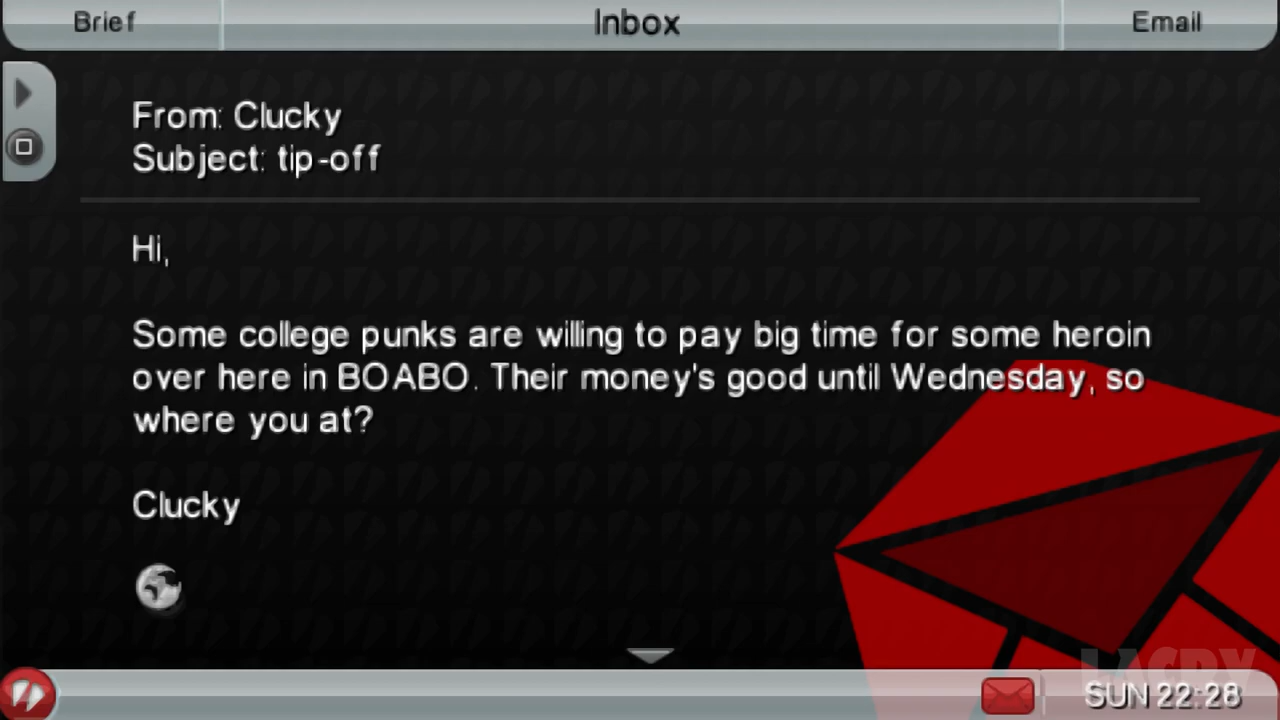 Brief
Inbox
Email
From: Clucky
Subject: tip-off
Hi,
Some college punks are willing to pay big time for some heroin
over here in BOABO. Their money's good until Wednesday, so
where you at?
Clucky
LACRY
SUN 22:28